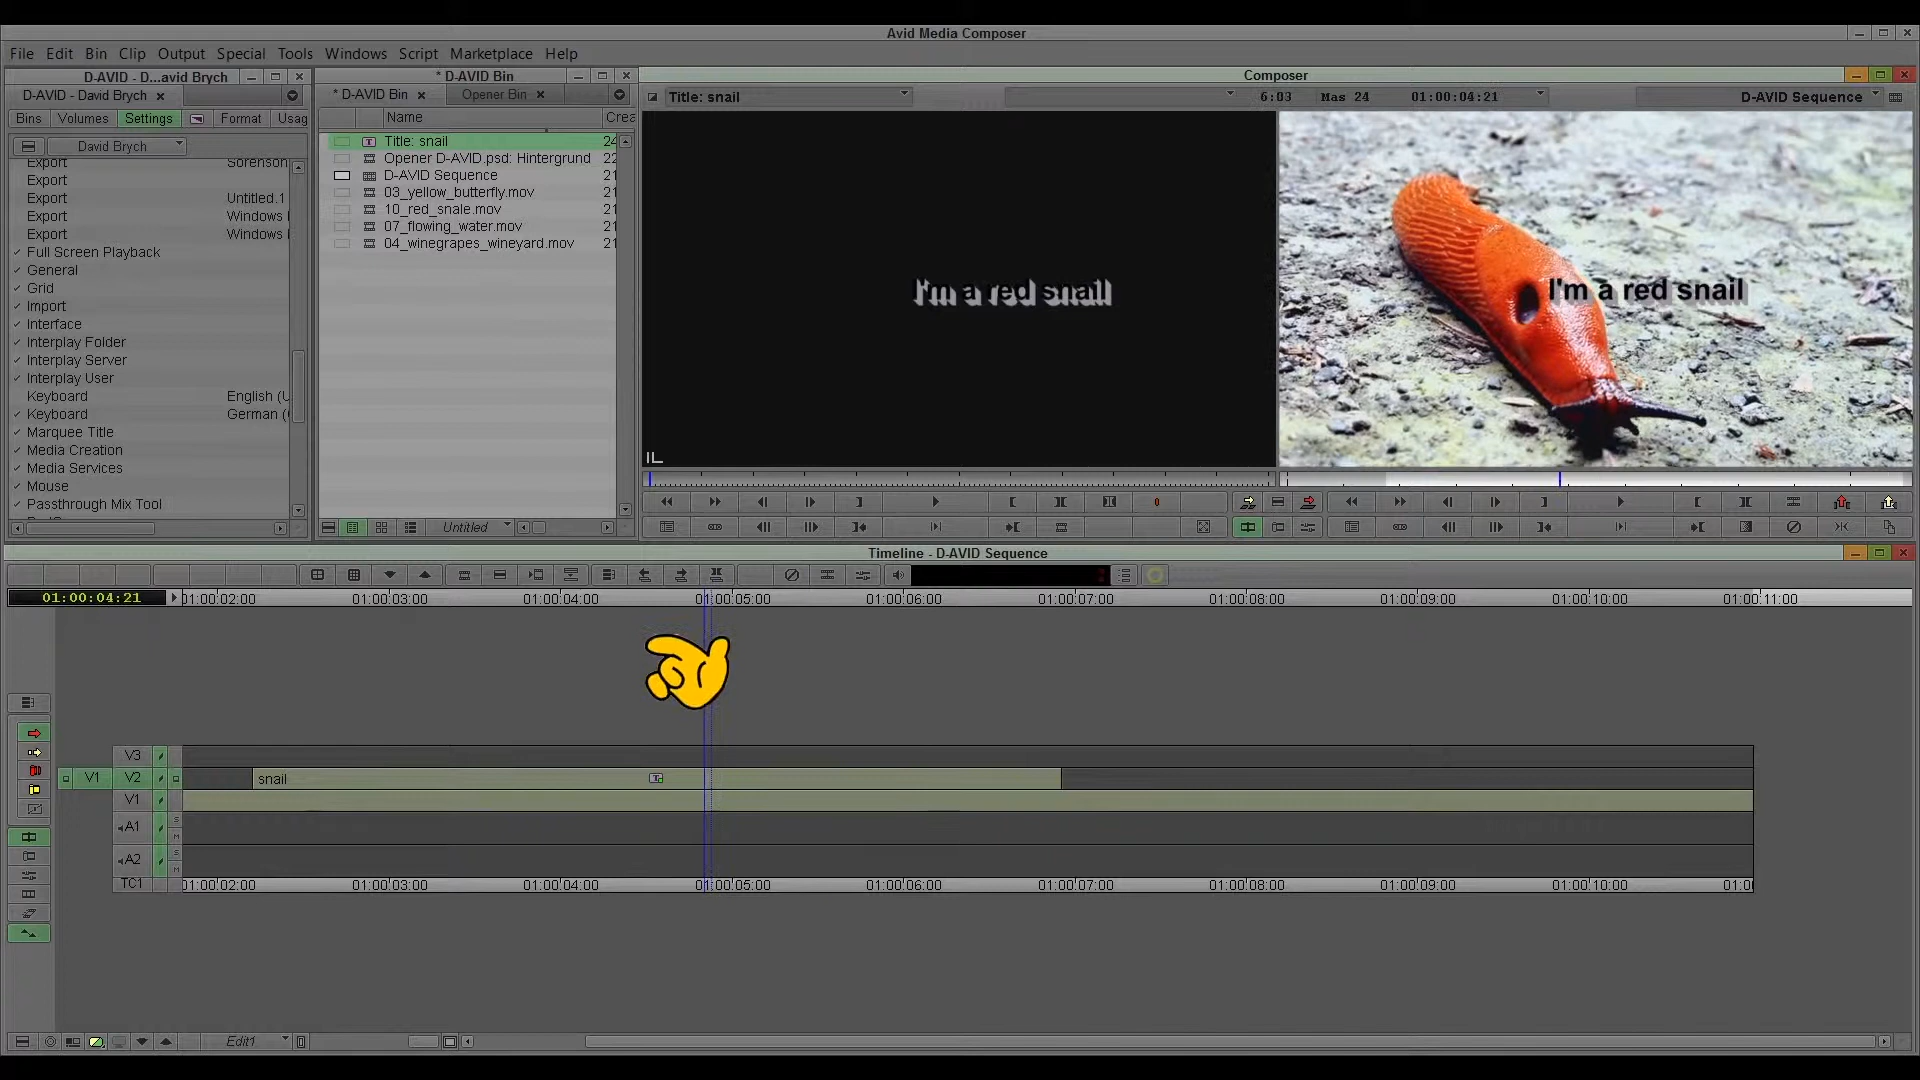 Avid Media Composer
File Edit Bin Clip Output Special Tools Windows Script Marketplace Help
D-AVID - D...avid Brych
* D-AVID Bin
Composer
D-AVID - David Brych
* D-AVID Bin
Opener Bin
Title: snail
6:03
Mas 24
01:00:04:21
D-AVID Sequence
Bins Volumes Settings Format Usag
Name
Crea
David Brych
Title: snail 24
Opener D-AVID.psd: Hintergrund 22
D-AVID Sequence 21
03_yellow_butterfly.mov 21
10_red_snale.mov 21
07_flowing_water.mov 21
04_winegrapes_wineyard.mov 21
Export Sorenson
Export
Export Untitled.1
Export Windows
Export Windows
Full Screen Playback
General
Grid
Import
Interface
Interplay Folder
Interplay Server
Interplay User
Keyboard English (U
Keyboard German (
Marquee Title
Media Creation
Media Services
Mouse
Passthrough Mix Tool
Untitled
I'm a red snail
I'm a red snail
Timeline - D-AVID Sequence
01:00:04:21
01:00:02:00 01:00:03:00 01:00:04:00 01:00:05:00 01:00:06:00 01:00:07:00 01:00:08:00 01:00:09:00 01:00:10:00 01:00:11:00
V3
V1 V2 snail
V1
A1 S M
A2 S M
TC1 01:00:02:00 01:00:03:00 01:00:04:00 01:00:05:00 01:00:06:00 01:00:07:00 01:00:08:00 01:00:09:00 01:00:10:00 01:0
Edit1